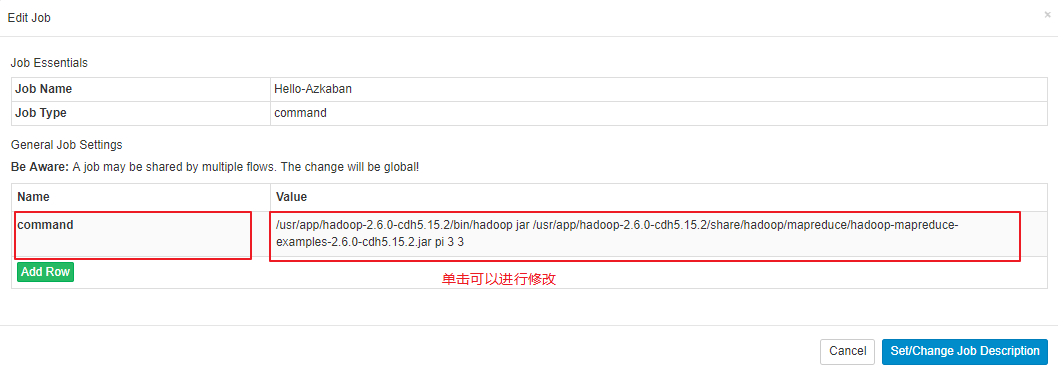 Edit Job
×
Job Essentials
Job Name Hello-Azkaban
Job Type command
General Job Settings
Be Aware: A job may be shared by multiple flows. The change will be global!
Name Value
command /usr/app/hadoop-2.6.0-cdh5.15.2/bin/hadoop jar /usr/app/hadoop-2.6.0-cdh5.15.2/share/hadoop/mapreduce/hadoop-mapreduce-
examples-2.6.0-cdh5.15.2.jar pi 3 3
Add Row
单击可以进行修改
Cancel Set/Change Job Description